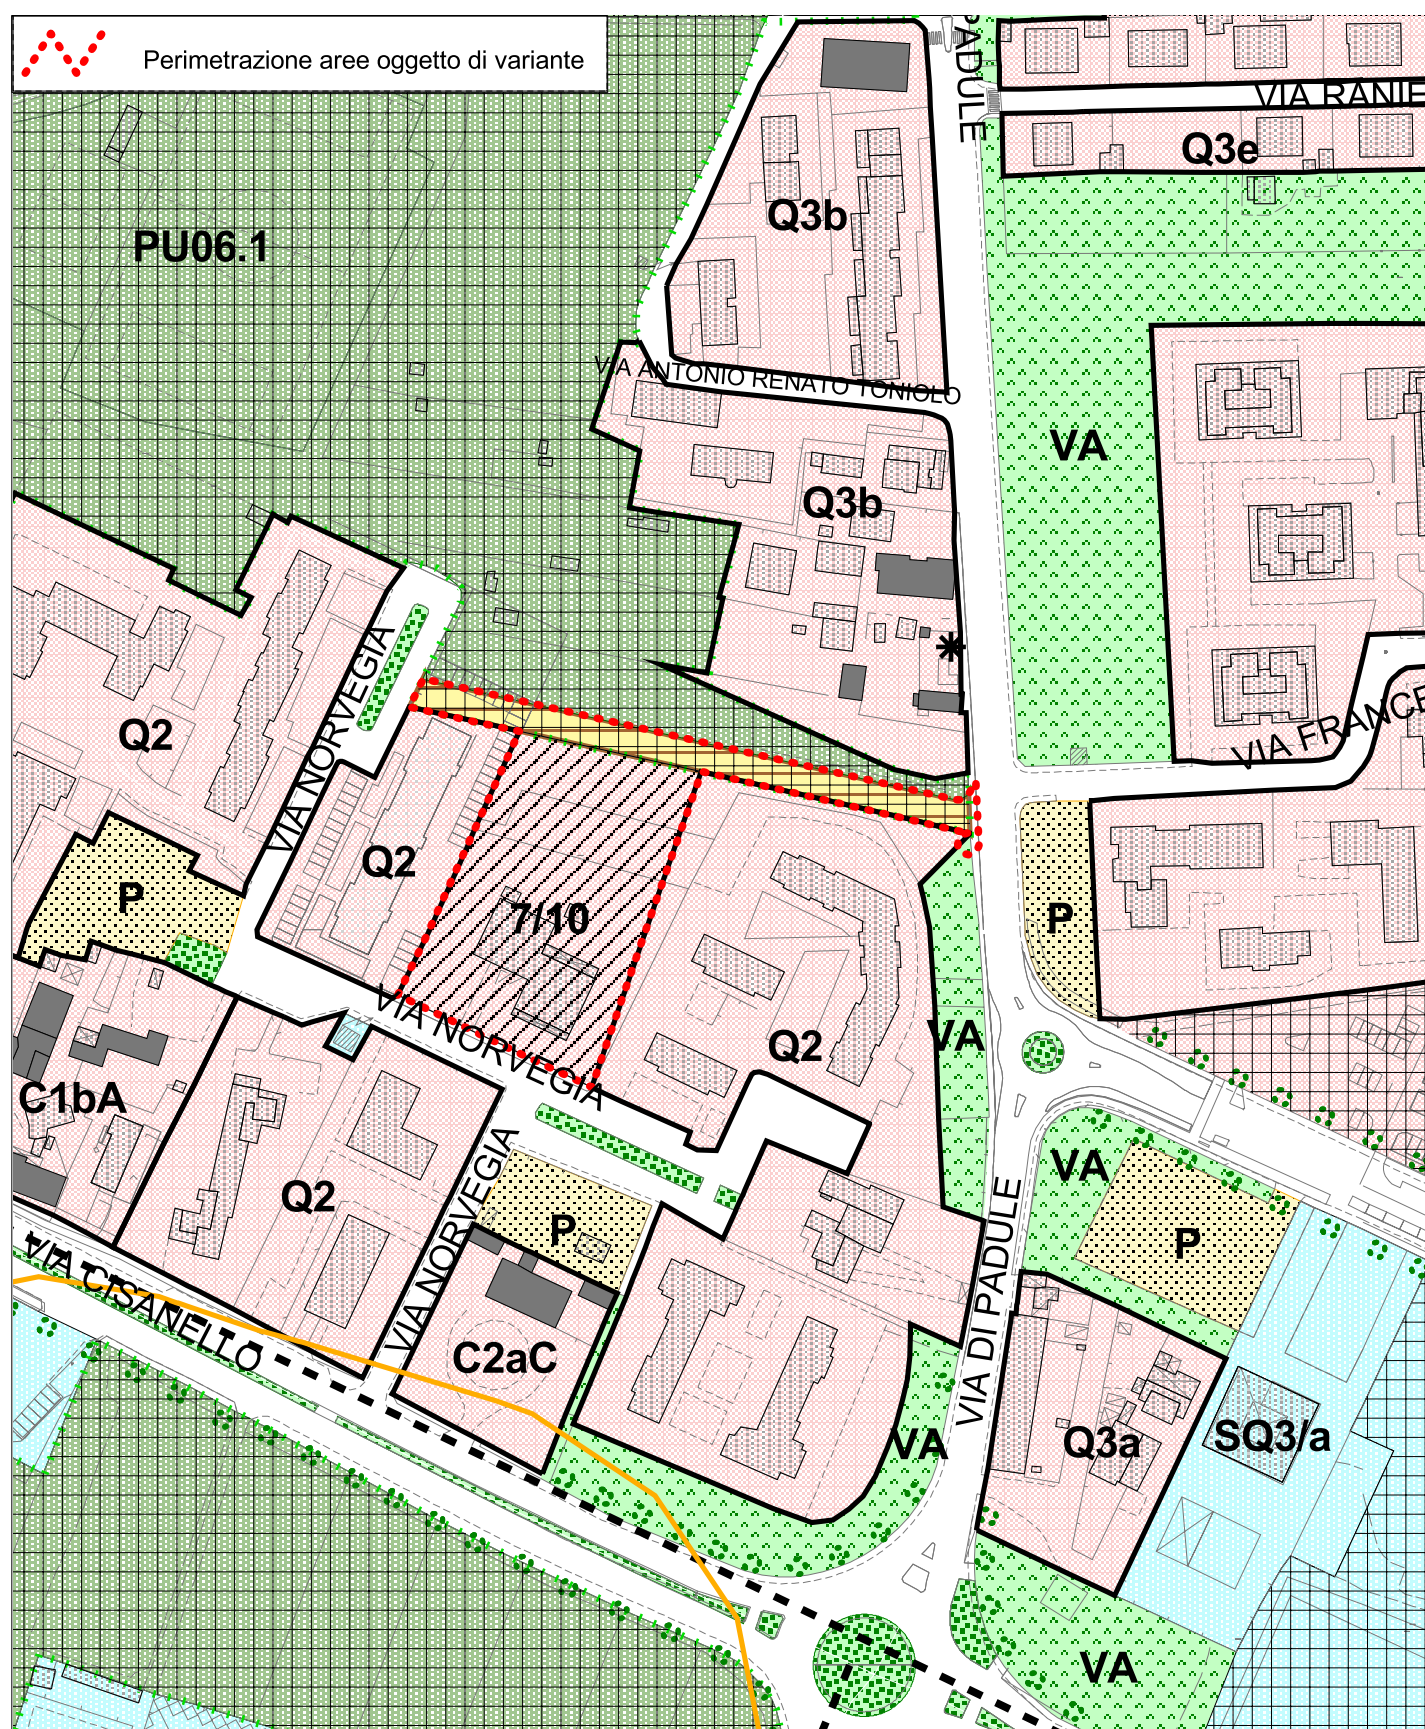 Perimetrazione aree oggetto di variante
PADULE
VIA RANIE
Q3e
Q3b
PU06.1
VIA ANTONIO RENATO TONIOLO
VA
Q3b
VIA NORVEGIA
Q2
VIA FRANCE
Q2
P
7/10
P
VIA NORVEGIA
VA
Q2
C1bA
VIA NORVEGIA
VA
Q2
P
P
VIA DI PADULE
VIA CISANELLO
C2aC
VA
Q3a
SQ3/a
VA